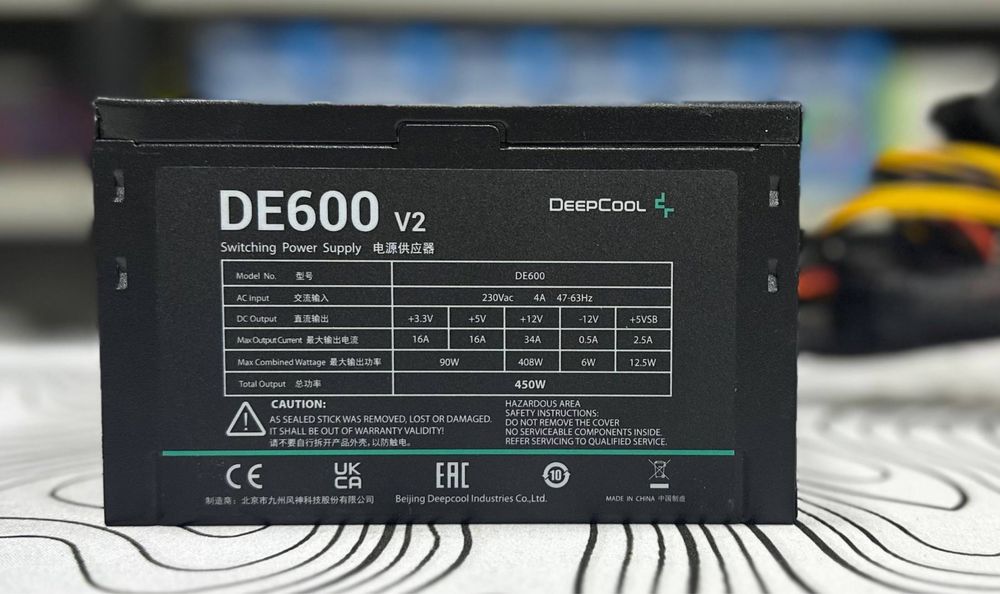 DE600 V2
DEEPCOOL
Switching Power Supply 电源供应器
Model No. 型号 DE600
AC Input 交流输入 230Vac 4A 47-63Hz
DC Output 直流输出 +3.3V +5V +12V -12V +5VSB
Max Output Current 最大输出电流 16A 16A 34A 0.5A 2.5A
Max Combined Wattage 最大输出功率 90W 408W 6W 12.5W
Total Output 总功率 450W
CAUTION:
AS SEALED STICK WAS REMOVED, LOST OR DAMAGED.
IT SHALL BE OUT OF WARRANTY VALIDITY!
请不要自行拆开产品外壳,以防触电。
HAZARDOUS AREA
SAFETY INSTRUCTIONS:
DO NOT REMOVE THE COVER
NO SERVICEABLE COMPONENTS INSIDE.
REFER SERVICING TO QUALIFIED SERVICE.
CE
UK
CA
EAC
10
制造商:北京市九州风神科技股份有限公司
Beijing Deepcool Industries Co.,Ltd.
MADE IN CHINA 中国制造